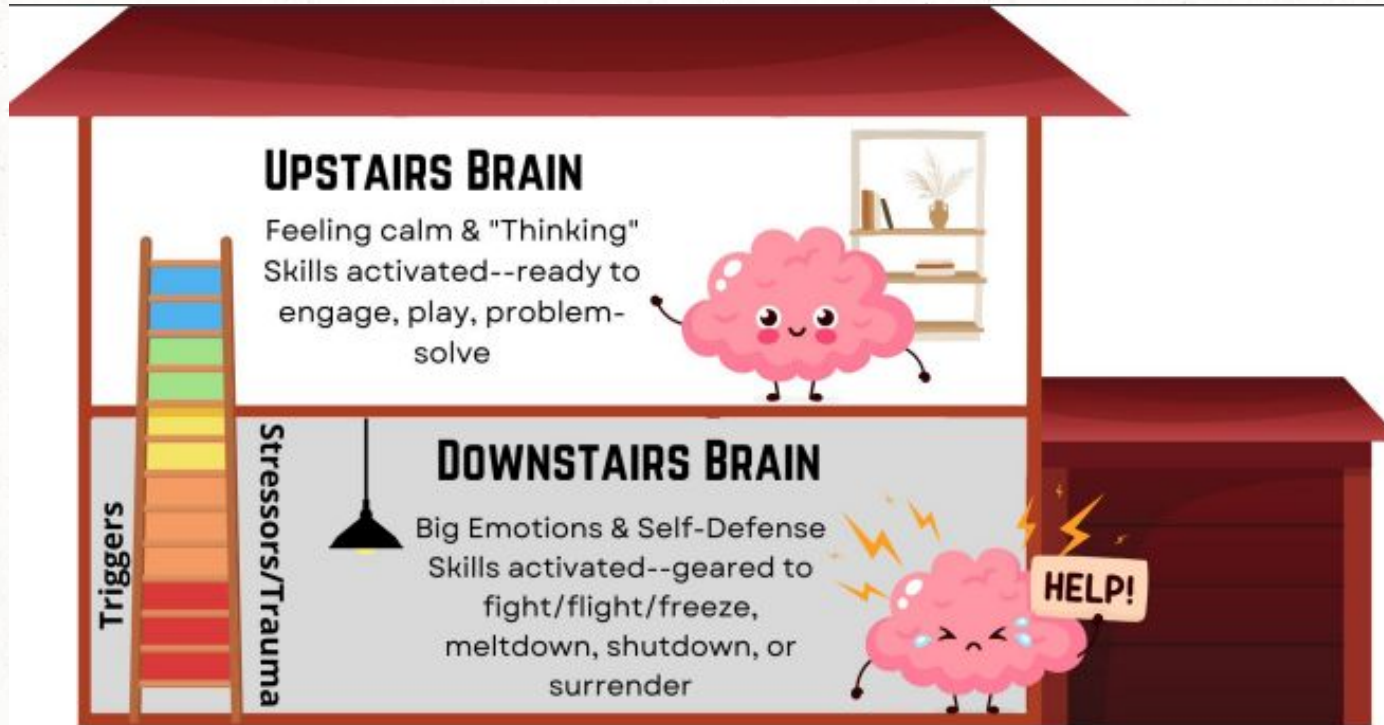 UPSTAIRS BRAIN
Feeling calm & "Thinking"
Skills activated--ready to
engage, play, problem-
solve
Triggers
Stressors/Trauma
DOWNSTAIRS BRAIN
Big Emotions & Self-Defense
Skills activated--geared to
fight/flight/freeze,
meltdown, shutdown, or
surrender
HELP!